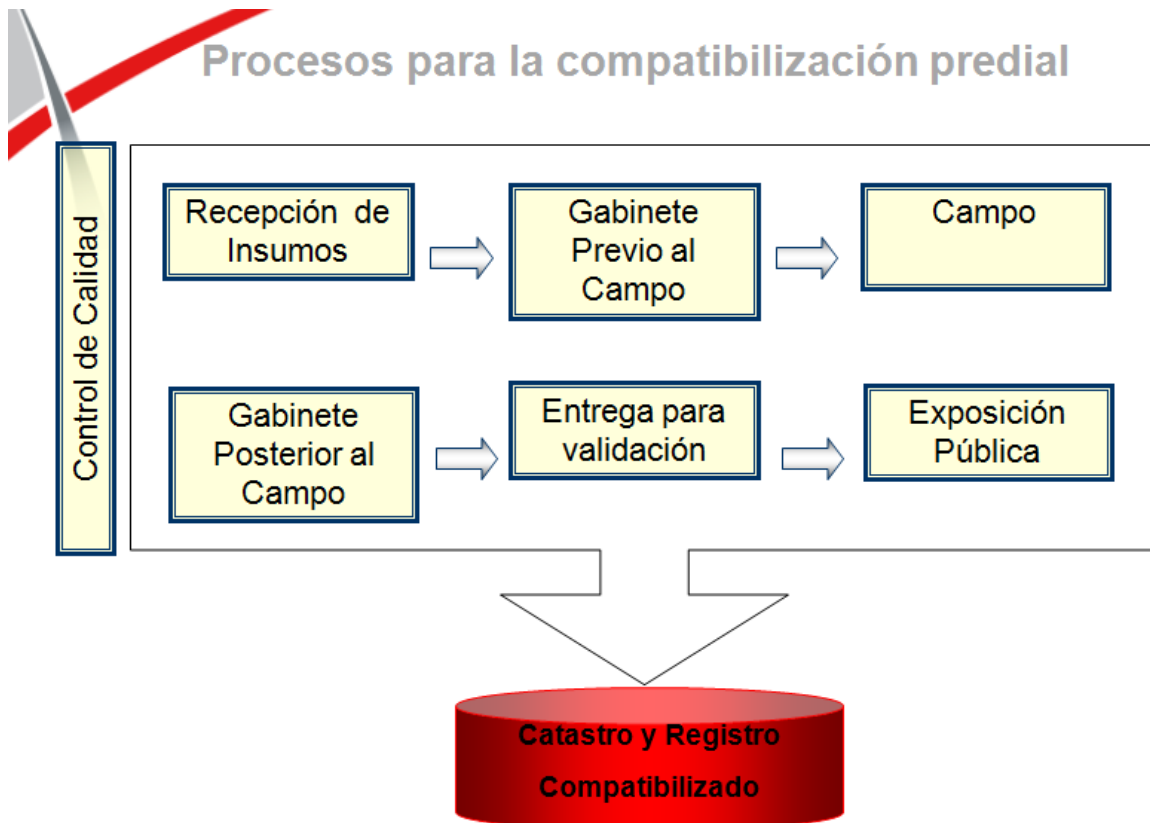 Procesos para la compatibilización predial
Control de Calidad
Recepción de
Insumos
Gabinete
Previo al
Campo
Campo
Gabinete
Posterior al
Campo
Entrega para
validación
Exposición
Pública
Catastro y Registro
Compatibilizado